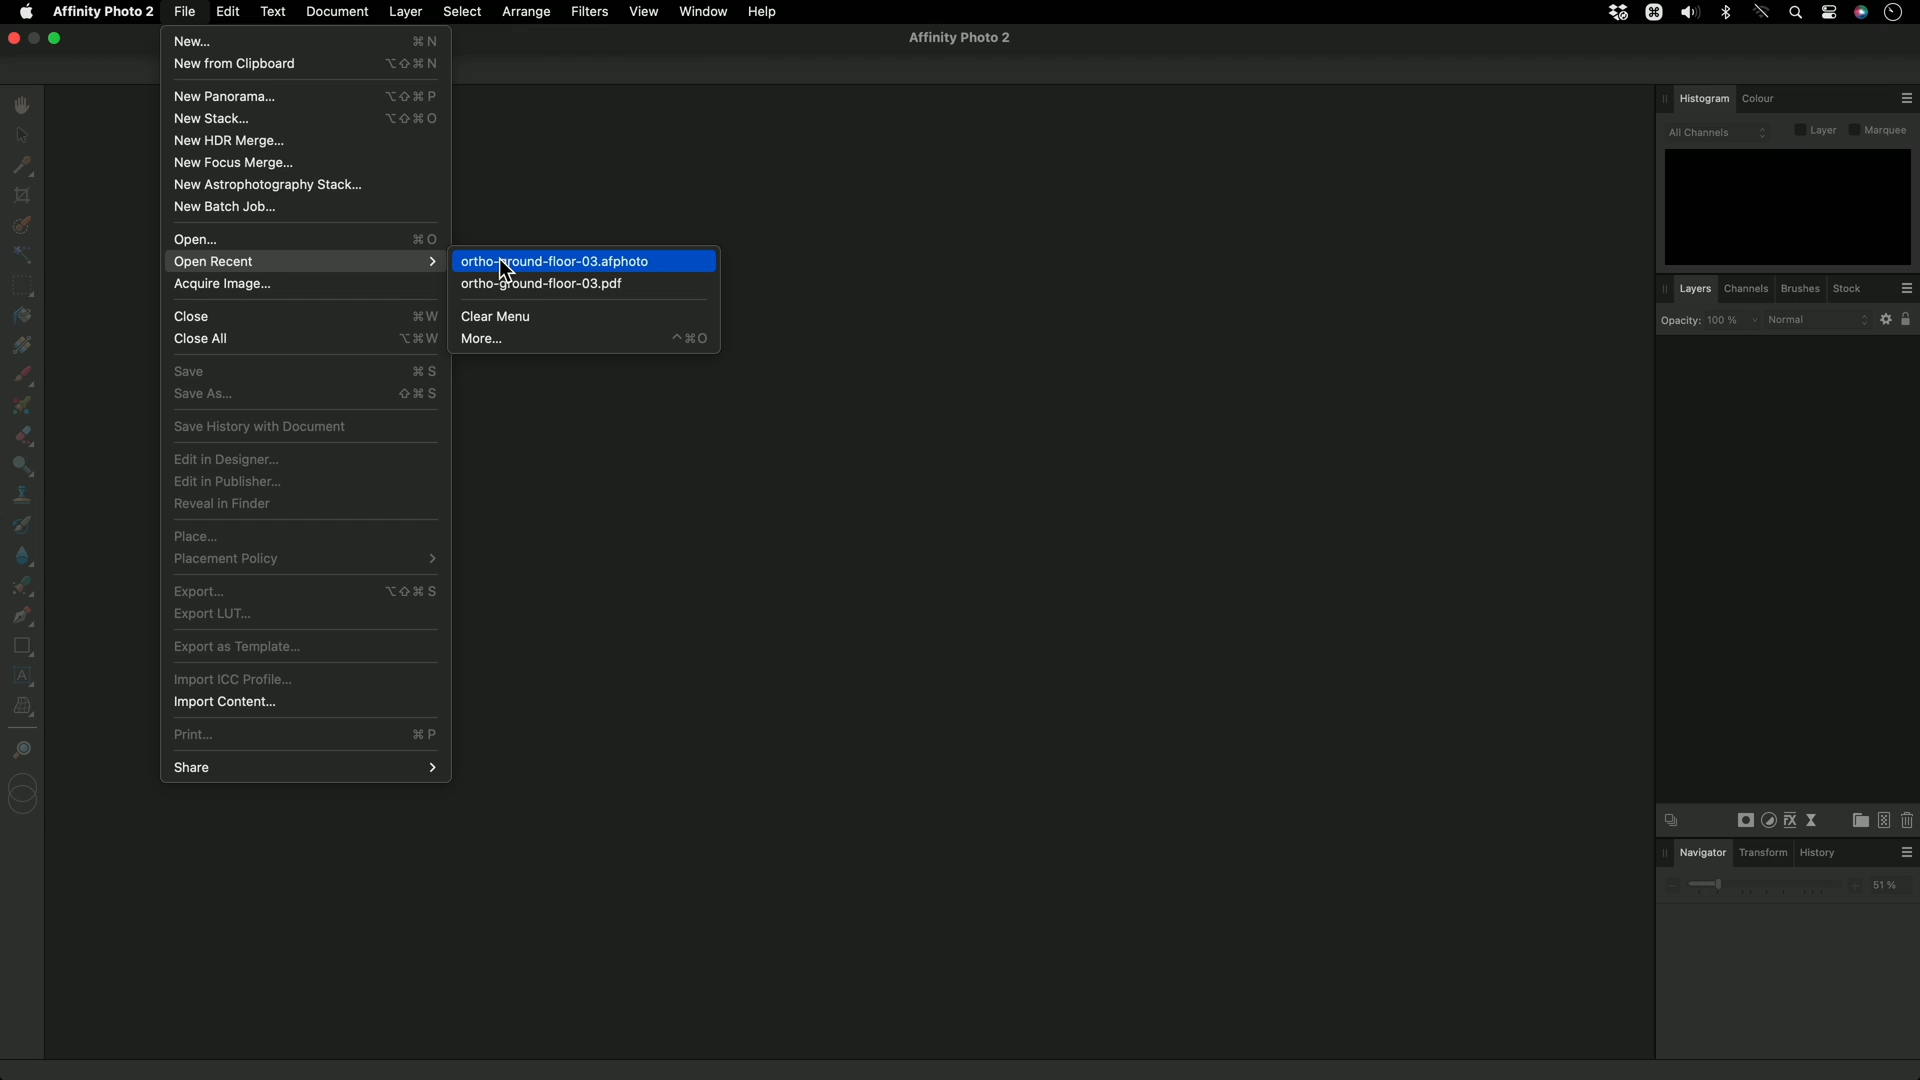 Affinity Photo 2 File Edit Text Document Layer Select Arrange Filters View Window Help
Affinity Photo 2
New... ⌘ N
New from Clipboard ⌥⇧⌘ N
New Panorama... ⌥⇧⌘ P
New Stack... ⌥⇧⌘ O
New HDR Merge...
New Focus Merge...
New Astrophotography Stack...
New Batch Job...
Open... ⌘ O
Open Recent >
Acquire Image...
Close ⌘ W
Close All ⌥⌘ W
Save ⌘ S
Save As... ⇧⌘ S
Save History with Document
Edit in Designer...
Edit in Publisher...
Reveal in Finder
Place...
Placement Policy >
Export... ⌥⇧⌘ S
Export LUT...
Export as Template...
Import ICC Profile...
Import Content...
Print... ⌘ P
Share >
ortho-ground-floor-03.afphoto
ortho-ground-floor-03.pdf
Clear Menu
More... ^⌘O
Histogram Colour
All Channels Layer Marquee
Layers Channels Brushes Stock
Opacity: 100 % Normal
Navigator Transform History
51 %